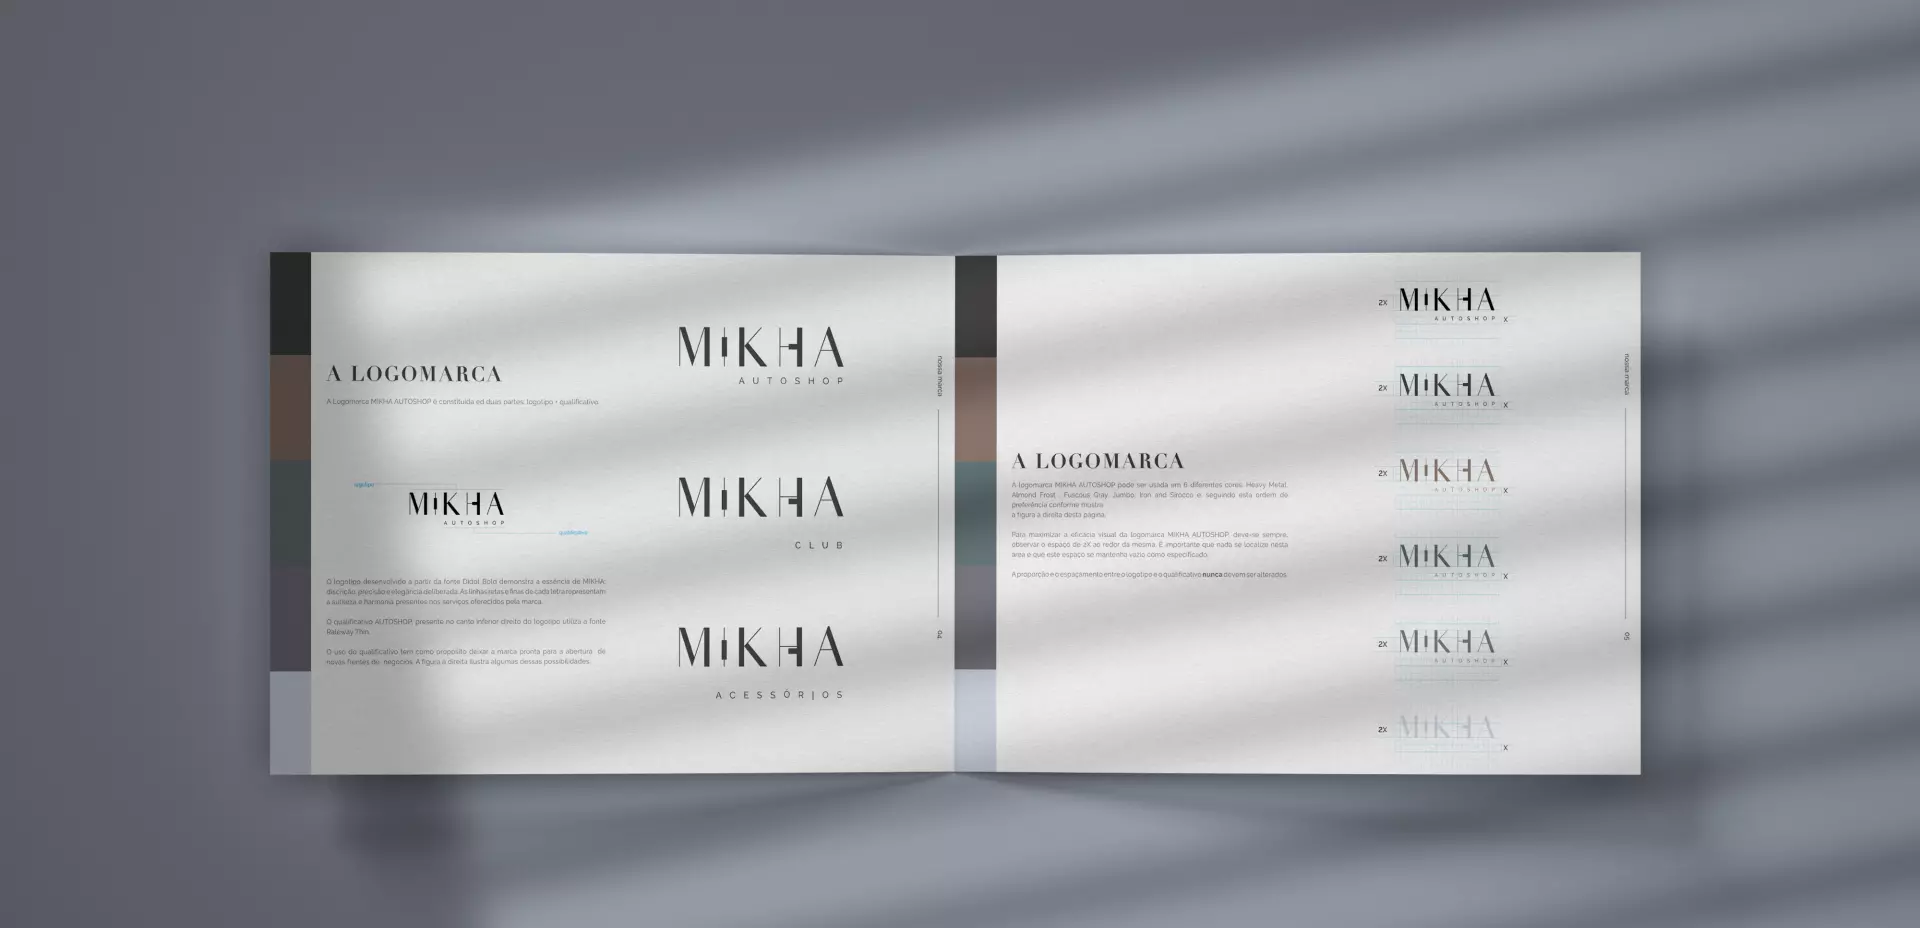 A LOGOMARCA
A Logomarca MIKHA AUTOSHOP é constituída ed duas partes: logotipo + qualificativo.
logotipo
MIKHA
AUTOSHOP
qualificativo
O logotipo desenvolvido a partir da fonte Didot Bold demonstra a essência de MIKHA:
discrição, precisão e elegância deliberada. As linhas retas e finas de cada letra representam
a sutileza e harmonia presentes nos serviços oferecidos pela marca.
O qualificativo AUTOSHOP, presente no canto inferior direito do logotipo utiliza a fonte
Raleway Thin.
O uso do qualificativo tem como propósito deixar a marca pronta para a abertura de
novas frentes de negócios. A figura à direita ilustra algumas dessas possibilidades.
MIKHA
AUTOSHOP
MIKHA
CLUB
MIKHA
ACESSÓRIOS
nossa marca
04
A LOGOMARCA
A logomarca MIKHA AUTOSHOP pode ser usada em 6 diferentes cores: Heavy Metal,
Almond Frost , Fuscous Gray, Jumbo, Iron and Sirocco e, seguindo esta ordem de
preferência conforme mostra
a figura à direita desta página.
Para maximizar a eficácia visual da logomarca MIKHA AUTOSHOP, deve-se sempre,
observar o espaço de 2X ao redor da mesma. É importante que nada se localize nesta
área e que este espaço se mantenha vazio como especificado.
A proporção e o espaçamento entre o logotipo e o qualificativo nunca devem ser alterados.
2X MIKHA
AUTOSHOP X
2X MIKHA
AUTOSHOP X
2X MIKHA
AUTOSHOP X
2X MIKHA
AUTOSHOP X
2X MIKHA
AUTOSHOP X
2X MIKHA
X
nossa marca
05